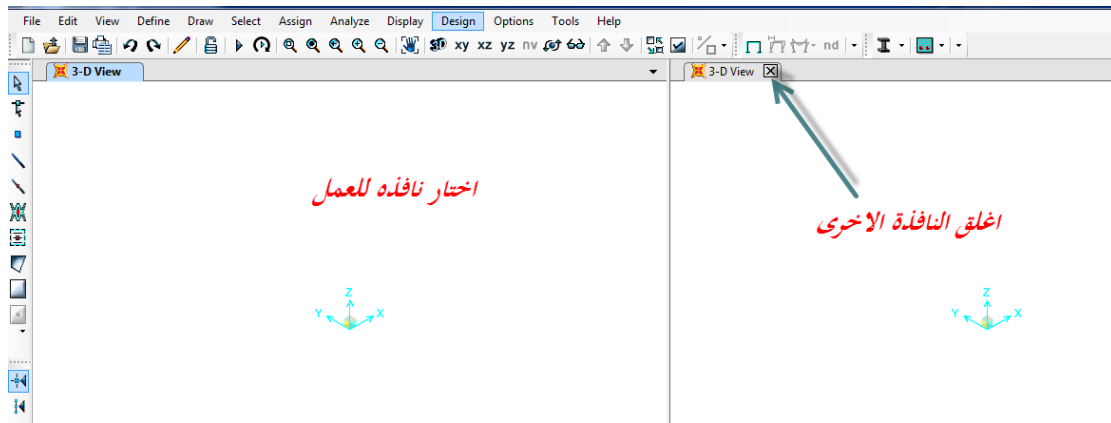 File Edit View Define Draw Select Assign Analyze Display Design Options Tools Help
3D xy xz yz nv nd
3-D View
3-D View
اختار نافذه للعمل
اغلق النافذة الاخرى
Z
Y X
Z
Y X